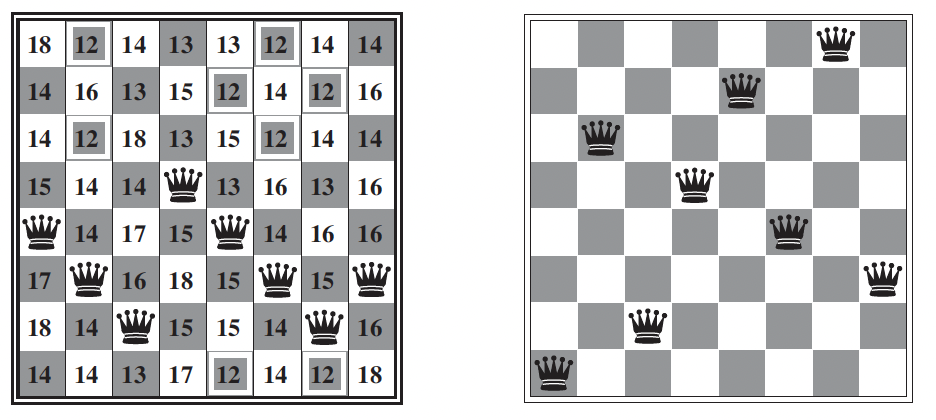 18 12 14 13 13 12 14 14
14 16 13 15 12 14 12 16
14 12 18 13 15 12 14 14
15 14 14 13 16 13 16
14 17 15 14 16 16
17 16 18 15 15
18 14 15 15 14 16
14 14 13 17 12 14 12 18